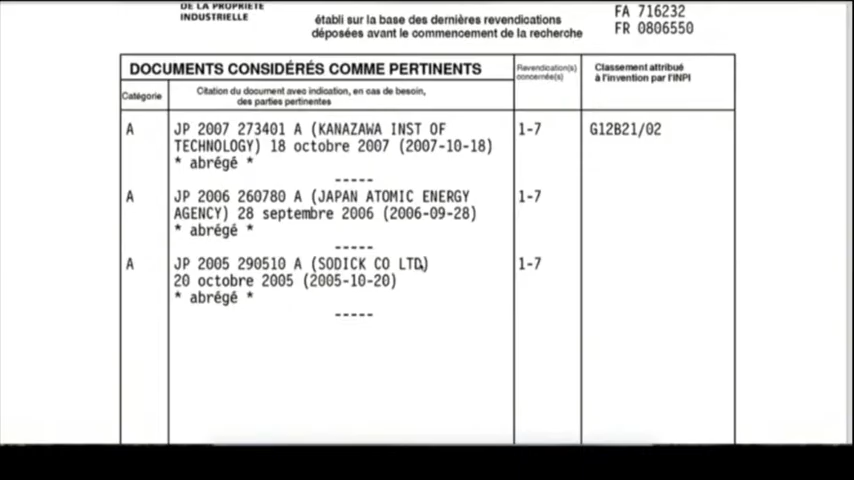 DE LA PROPRIÉTÉ
INDUSTRIELLE
établi sur la base des dernières revendications
déposées avant le commencement de la recherche
FA 716232
FR 0806550
DOCUMENTS CONSIDÉRÉS COMME PERTINENTS
Revendication(s)
concernée(s)
Classement attribué
à l'invention par l'INPI
Catégorie
Citation du document avec indication, en cas de besoin,
des parties pertinentes
A JP 2007 273401 A (KANAZAWA INST OF 1-7 G12B21/02
TECHNOLOGY) 18 octobre 2007 (2007-10-18)
* abrégé *
-----
A JP 2006 260780 A (JAPAN ATOMIC ENERGY 1-7
AGENCY) 28 septembre 2006 (2006-09-28)
* abrégé *
-----
A JP 2005 290510 A (SODICK CO LTD) 1-7
20 octobre 2005 (2005-10-20)
* abrégé *
-----